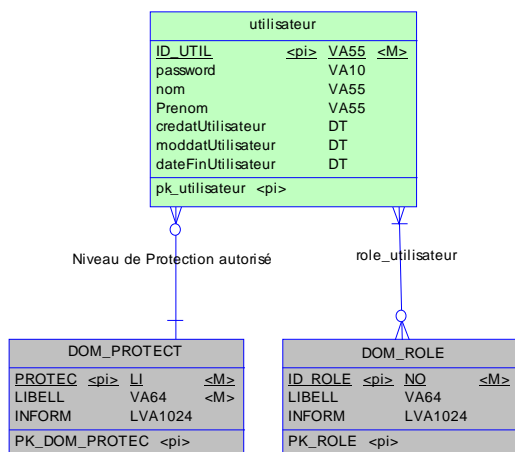 utilisateur
ID_UTIL <pi> VA55 <M>
password VA10
nom VA55
Prenom VA55
credatUtilisateur DT
moddatUtilisateur DT
dateFinUtilisateur DT
pk_utilisateur <pi>
Niveau de Protection autorisé
role_utilisateur
DOM_PROTECT
PROTEC <pi> LI <M>
LIBELL VA64 <M>
INFORM LVA1024
PK_DOM_PROTEC <pi>
DOM_ROLE
ID_ROLE <pi> NO <M>
LIBELL VA64
INFORM LVA1024
PK_ROLE <pi>